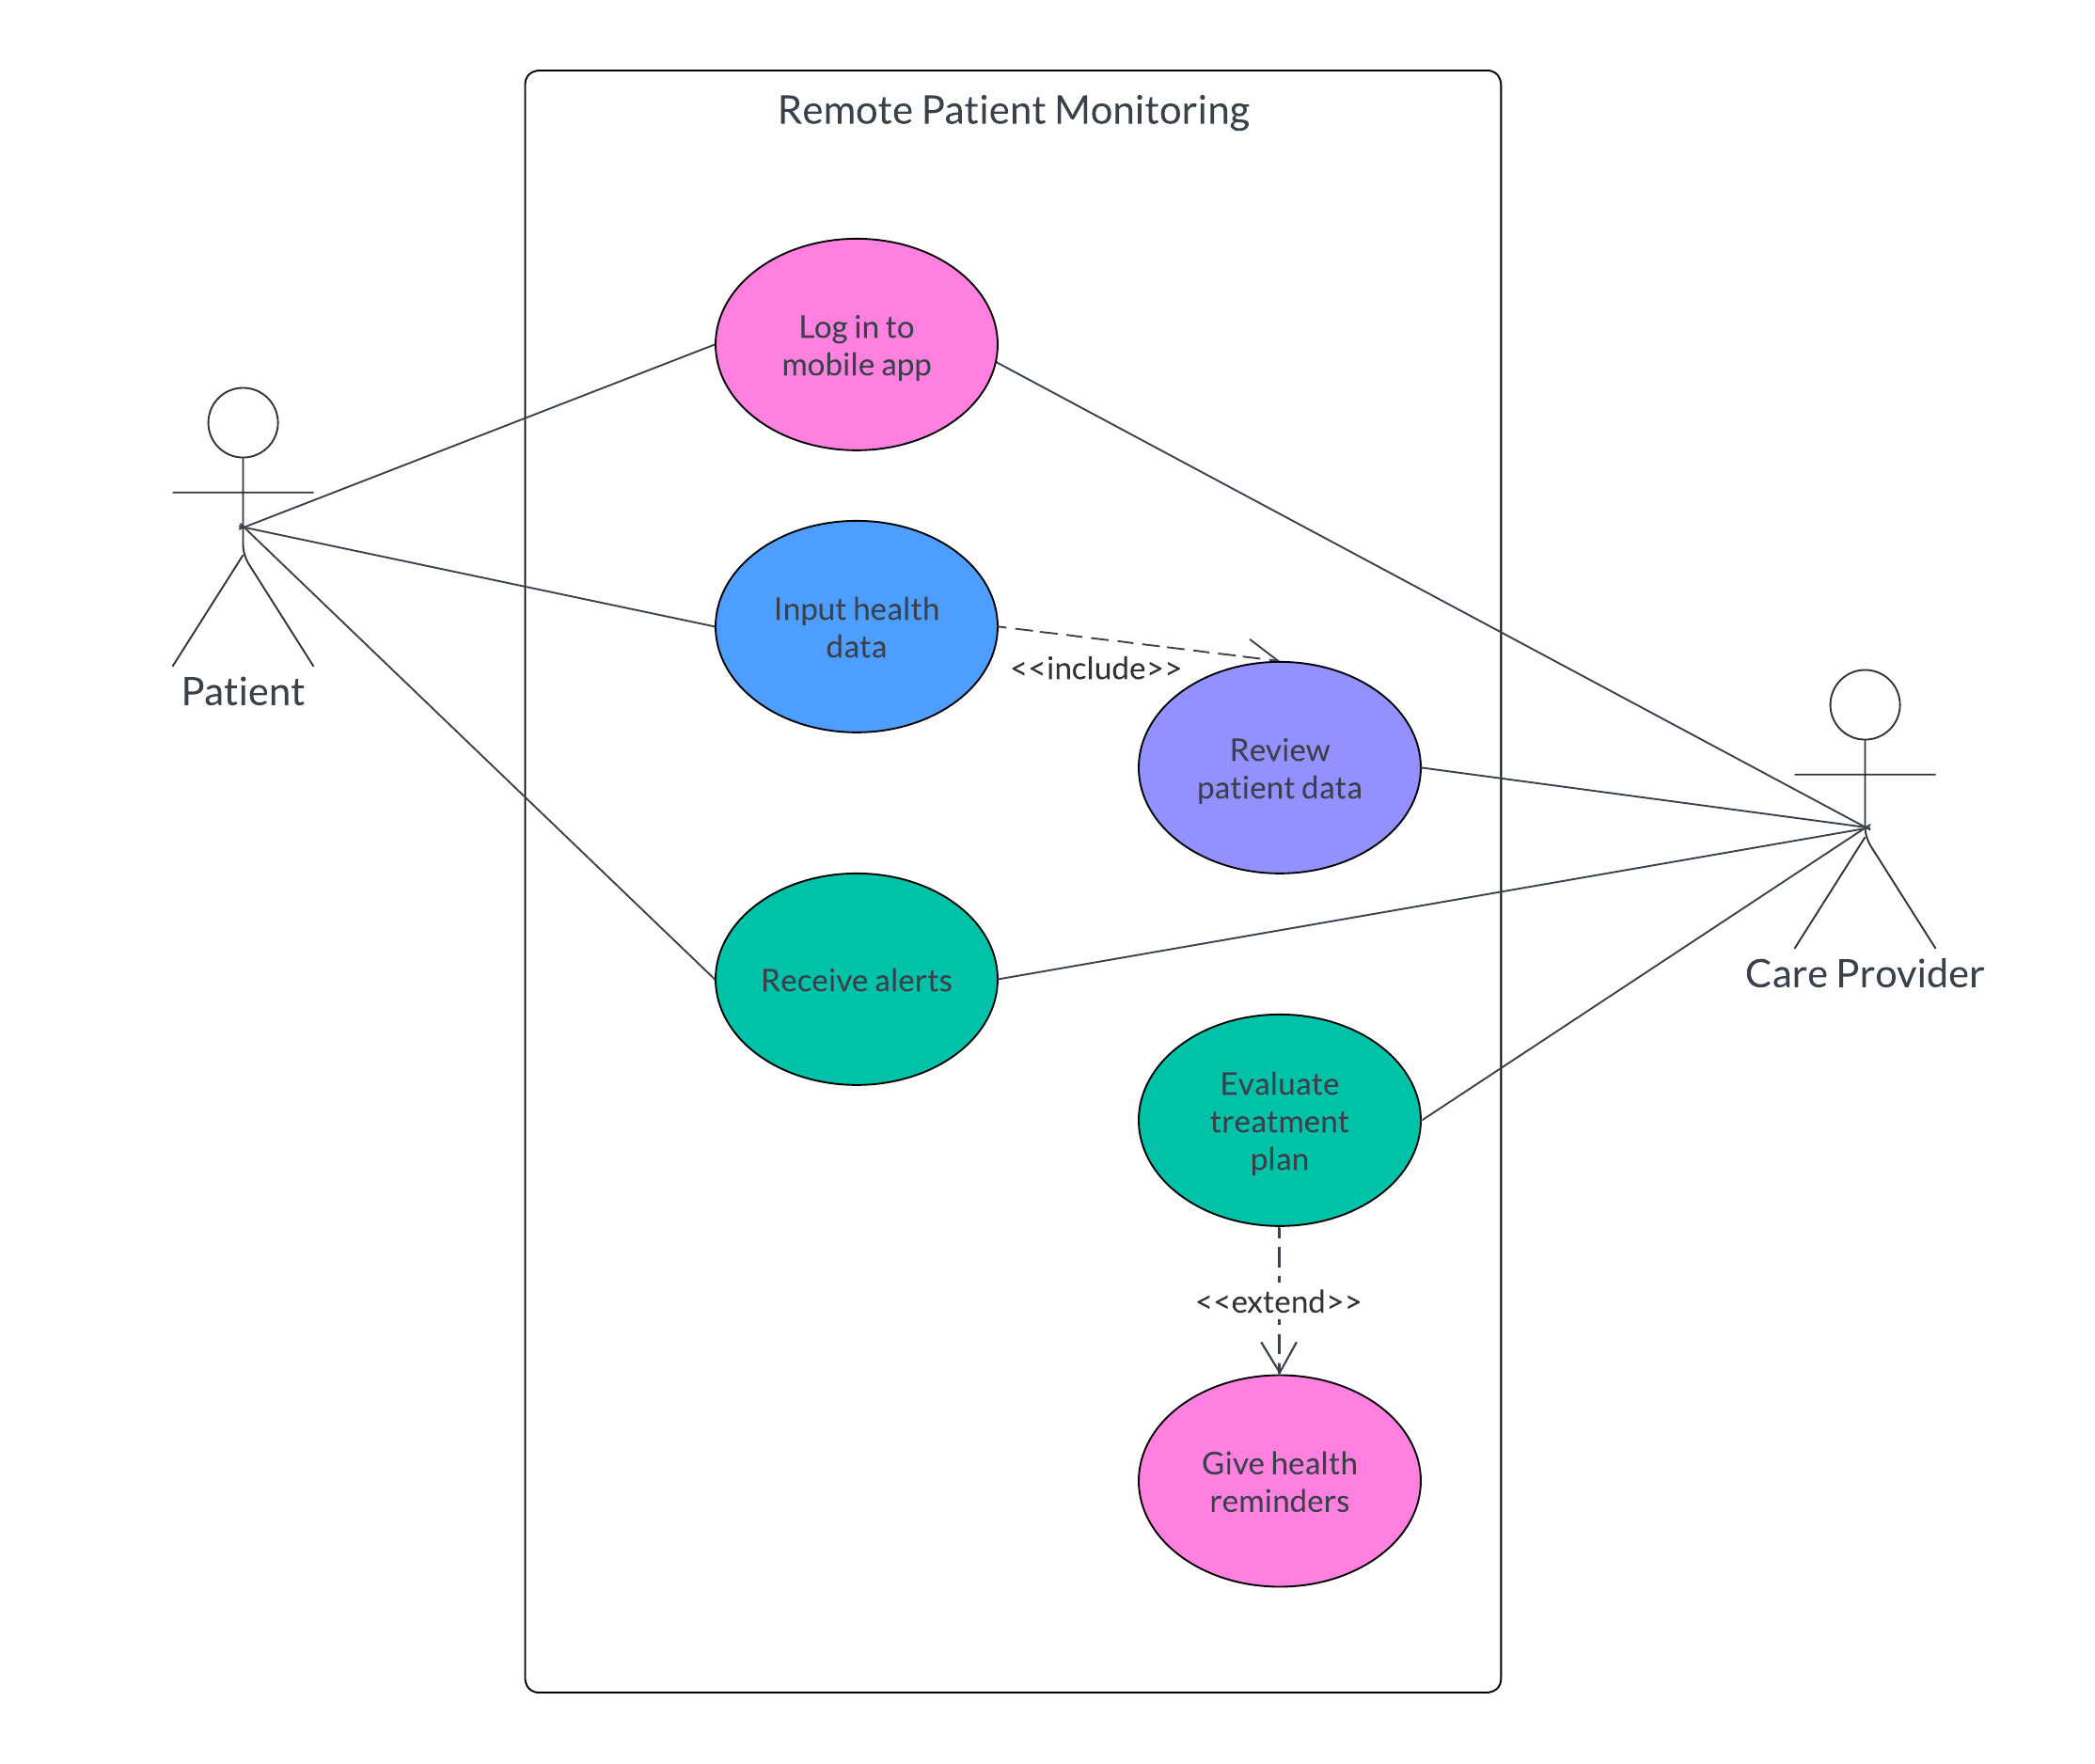 Remote Patient Monitoring
Log in to
mobile app
Input health
data
<<include>>
Patient
Review
patient data
Receive alerts
Care Provider
Evaluate
treatment
plan
<<extend>>
Give health
reminders